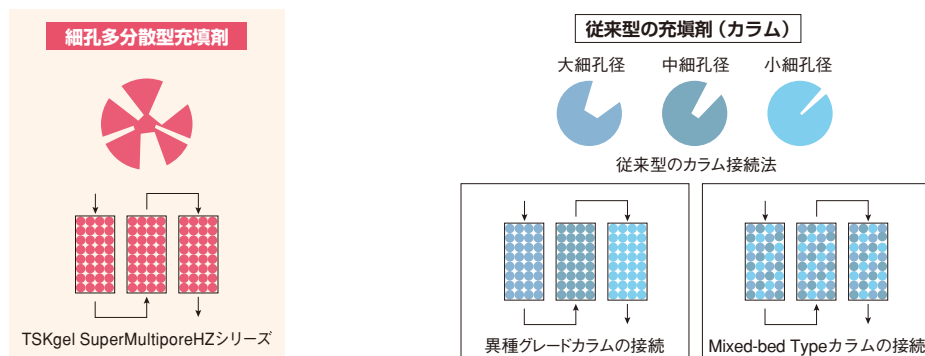 細孔多分散型充填剤
TSKgel SuperMultiporeHZシリーズ
従来型の充填剤（カラム）
大細孔径 中細孔径 小細孔径
従来型のカラム接続法
異種グレードカラムの接続
Mixed-bed Typeカラムの接続